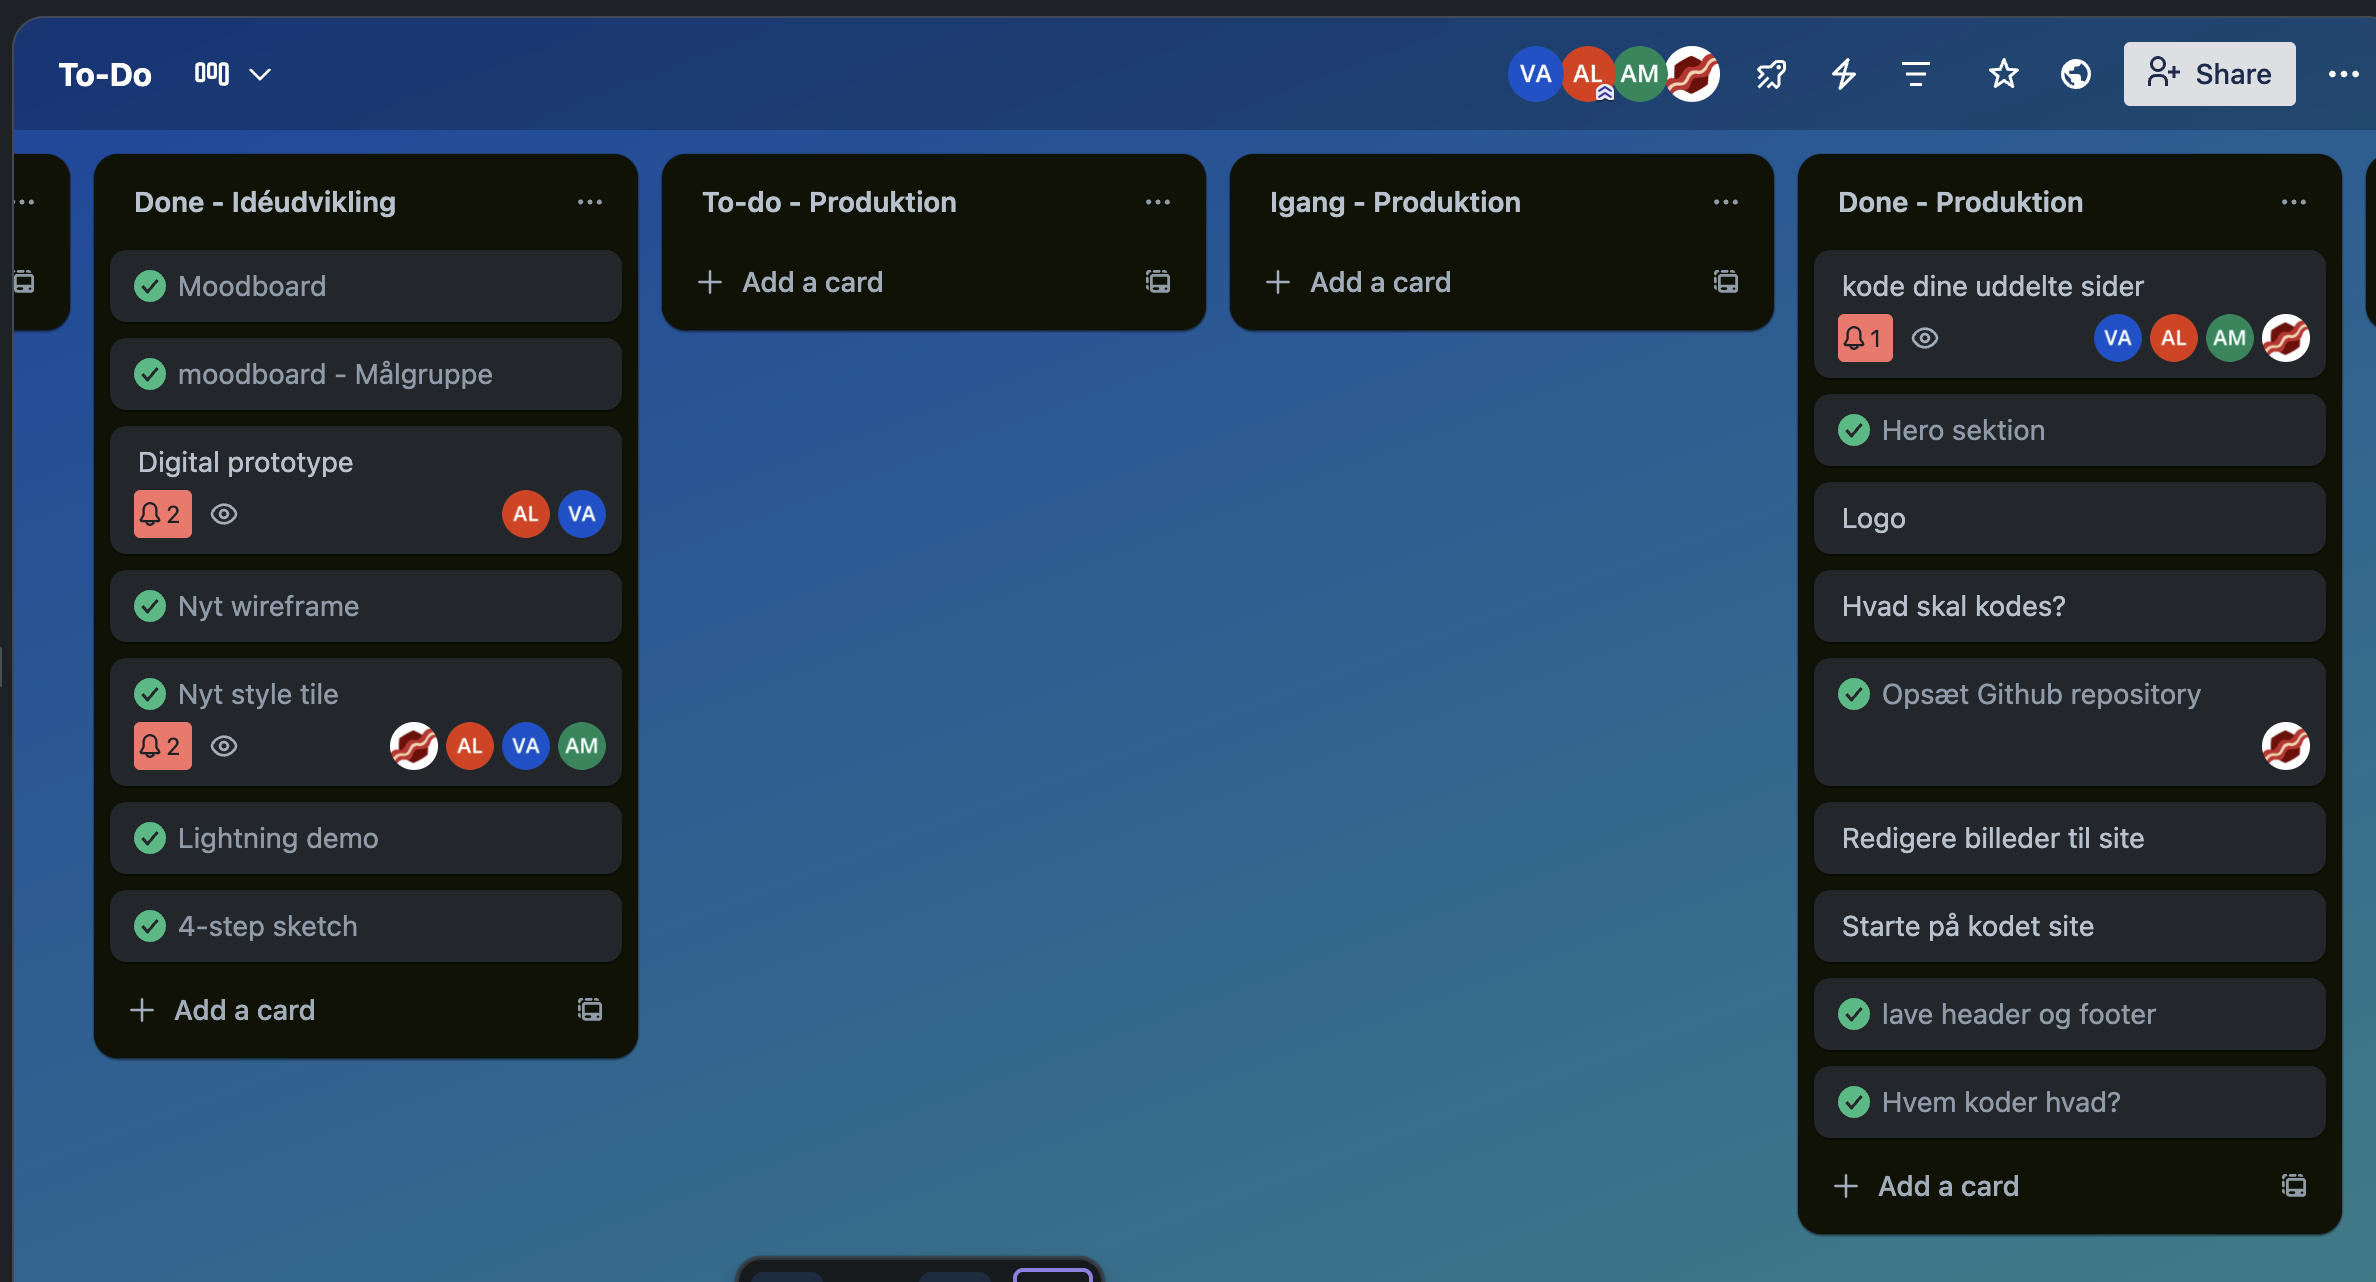 To-Do
VA AL AM
Share
Done - Idéudvikling
Moodboard
moodboard - Målgruppe
Digital prototype
2
AL VA
Nyt wireframe
Nyt style tile
2
AL VA AM
Lightning demo
4-step sketch
Add a card
To-do - Produktion
Add a card
Igang - Produktion
Add a card
Done - Produktion
kode dine uddelte sider
1
VA AL AM
Hero sektion
Logo
Hvad skal kodes?
Opsæt Github repository
Redigere billeder til site
Starte på kodet site
lave header og footer
Hvem koder hvad?
Add a card